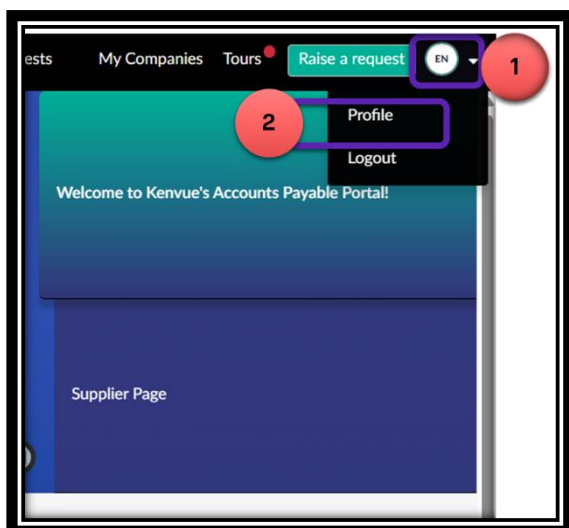 ests My Companies Tours Raise a request EN 1
2 Profile
Logout
Welcome to Kenvue's Accounts Payable Portal!
Supplier Page